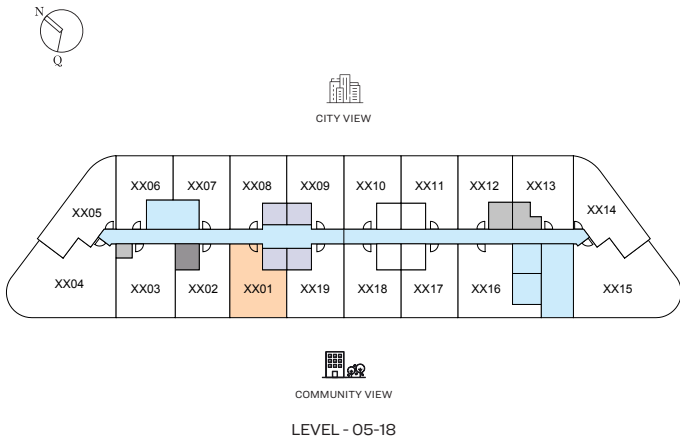 N
Q
CITY VIEW
XX06 XX07 XX08 XX09 XX10 XX11 XX12 XX13
XX05 XX14
XX04 XX03 XX02 XX01 XX19 XX18 XX17 XX16 XX15
COMMUNITY VIEW
LEVEL - 05-18